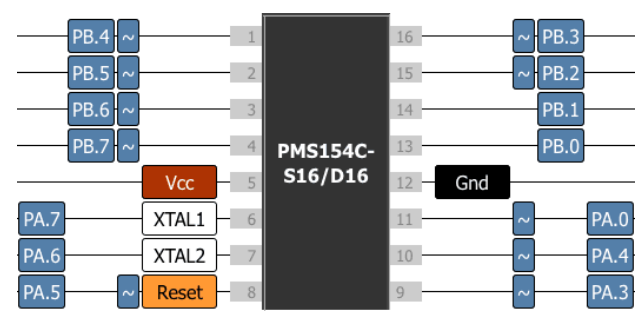 PB.4 ~ 1 16 ~ PB.3
PB.5 ~ 2 15 ~ PB.2
PB.6 ~ 3 14 PB.1
PB.7 ~ 4 13 PB.0
PMS154C-
S16/D16
Vcc 5 12 Gnd
PA.7 XTAL1 6 11 ~ PA.0
PA.6 XTAL2 7 10 ~ PA.4
PA.5 ~ Reset 8 9 ~ PA.3